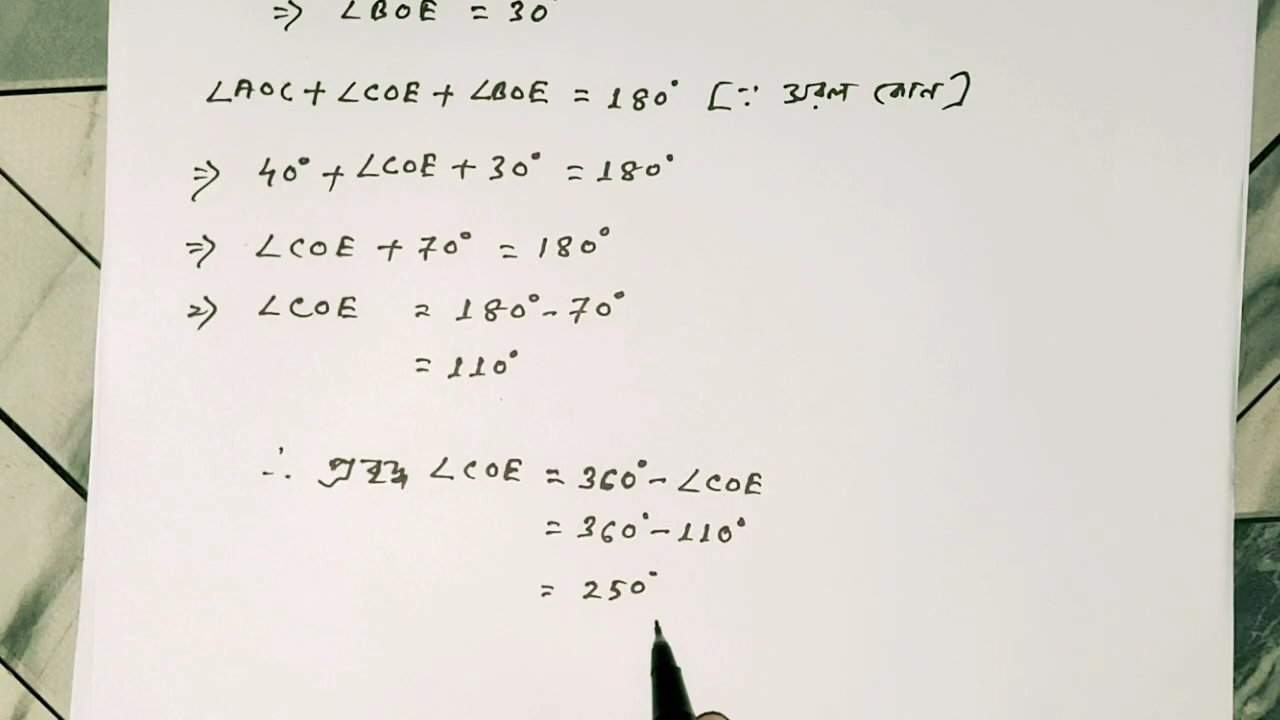 ⇒ ∠BOE = 30°
∠AOC + ∠COE + ∠BOE = 180° [∵ সরল কোন]
⇒ 40° + ∠COE + 30° = 180°
⇒ ∠COE + 70° = 180°
⇒ ∠COE = 180° - 70°
= 110°
∴ প্রবৃদ্ধ ∠COE = 360° - ∠COE
= 360° - 110°
= 250°